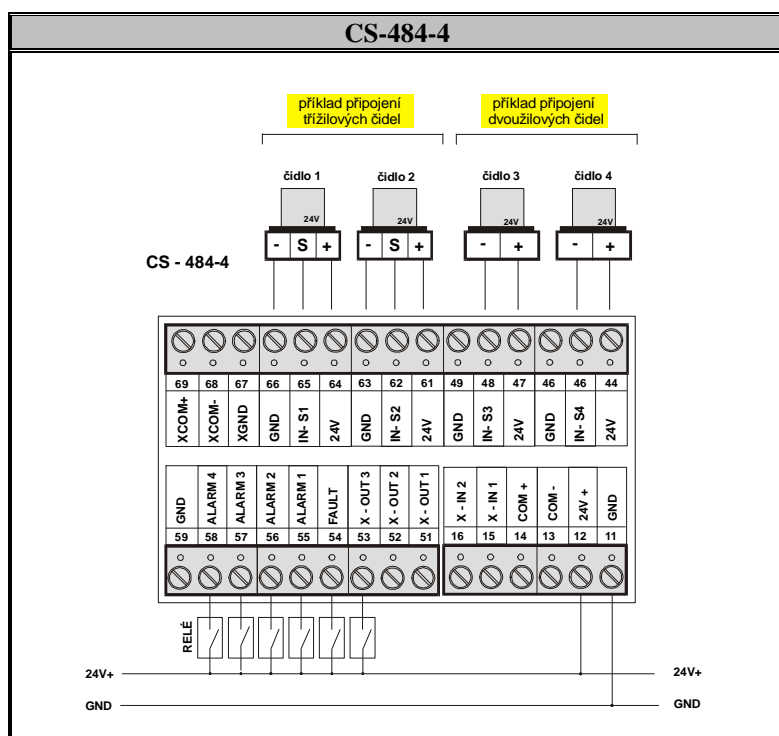 CS-484-4
příklad připojení
třížilových čidel
příklad připojení
dvoužilových čidel
čidlo 1
čidlo 2
čidlo 3
čidlo 4
24V
24V
24V
24V
- S +
- S +
- +
- +
CS - 484-4
69 68 67 66 65 64 63 62 61 49 48 47 46 46 44
XCOM+ XCOM- XGND GND IN- S1 24V GND IN- S2 24V GND IN- S3 24V GND IN- S4 24V
GND ALARM 4 ALARM 3 ALARM 2 ALARM 1 FAULT X - OUT 3 X - OUT 2 X - OUT 1 X - IN 2 X - IN 1 COM + COM - 24V + GND
59 58 57 56 55 54 53 52 51 16 15 14 13 12 11
RELÉ
24V+ 24V+
GND GND